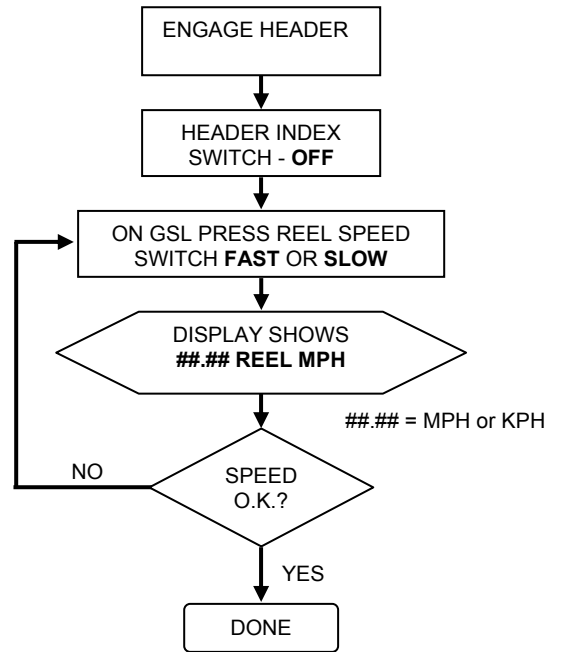 ENGAGE HEADER
HEADER INDEX
SWITCH - OFF
ON GSL PRESS REEL SPEED
SWITCH FAST OR SLOW
DISPLAY SHOWS
##.## REEL MPH
##.## = MPH or KPH
NO
SPEED
O.K.?
YES
DONE